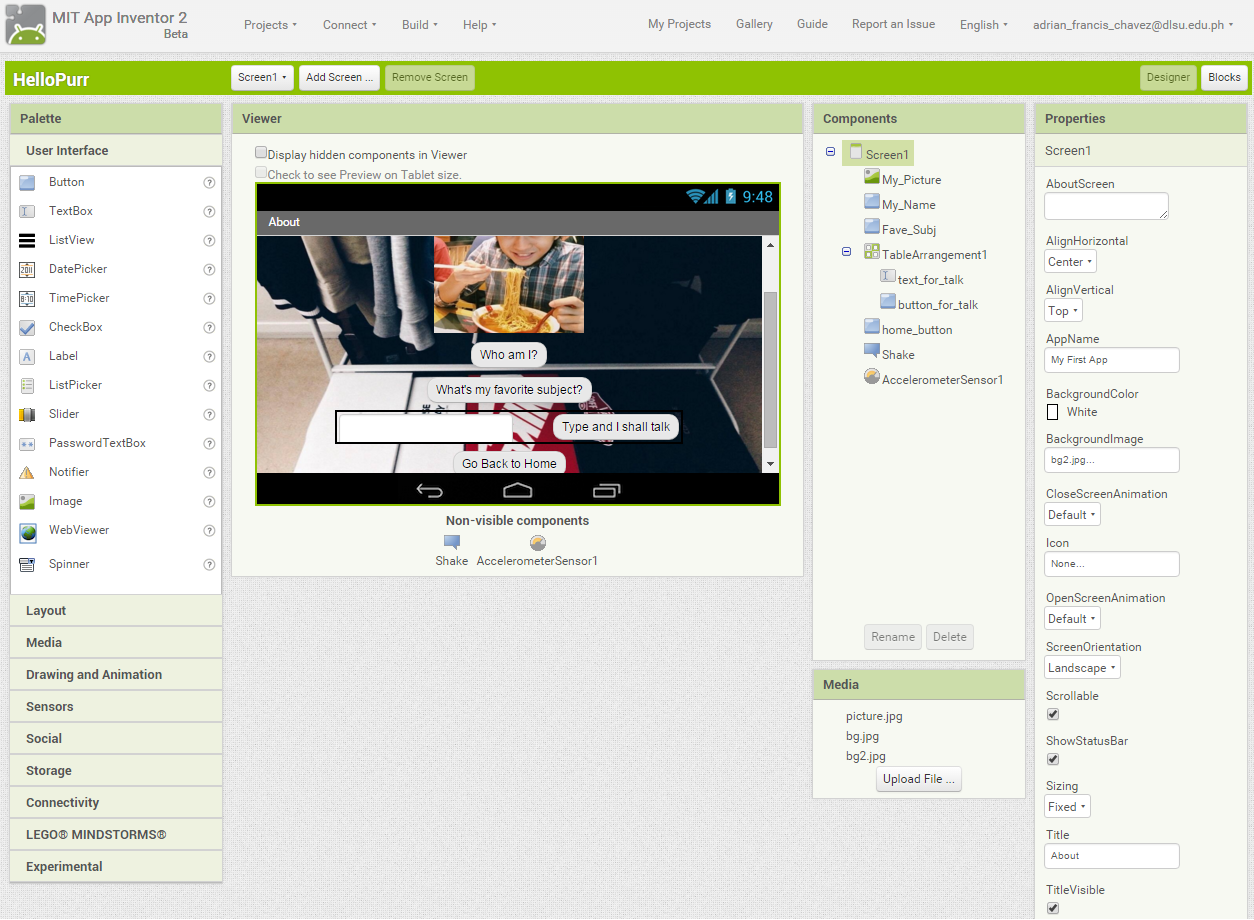 MIT App Inventor 2
Beta
Projects Connect Build Help
My Projects Gallery Guide Report an Issue English adrian_francis_chavez@dlsu.edu.ph
HelloPurr
Screen1 Add Screen ... Remove Screen
Designer Blocks
Palette
User Interface
Button ?
TextBox ?
ListView ?
DatePicker ?
TimePicker ?
CheckBox ?
Label ?
ListPicker ?
Slider ?
PasswordTextBox ?
Notifier ?
Image ?
WebViewer ?
Spinner ?
Layout
Media
Drawing and Animation
Sensors
Social
Storage
Connectivity
LEGO® MINDSTORMS®
Experimental
Viewer
Display hidden components in Viewer
Check to see Preview on Tablet size.
9:48
About
Who am I?
What's my favorite subject?
Type and I shall talk
Go Back to Home
Non-visible components
Shake AccelerometerSensor1
Components
Screen1
My_Picture
My_Name
Fave_Subj
TableArrangement1
text_for_talk
button_for_talk
home_button
Shake
AccelerometerSensor1
Rename Delete
Media
picture.jpg
bg.jpg
bg2.jpg
Upload File ...
Properties
Screen1
AboutScreen
AlignHorizontal
Center
AlignVertical
Top
AppName
My First App
BackgroundColor
White
BackgroundImage
bg2.jpg...
CloseScreenAnimation
Default
Icon
None...
OpenScreenAnimation
Default
ScreenOrientation
Landscape
Scrollable
ShowStatusBar
Sizing
Fixed
Title
About
TitleVisible